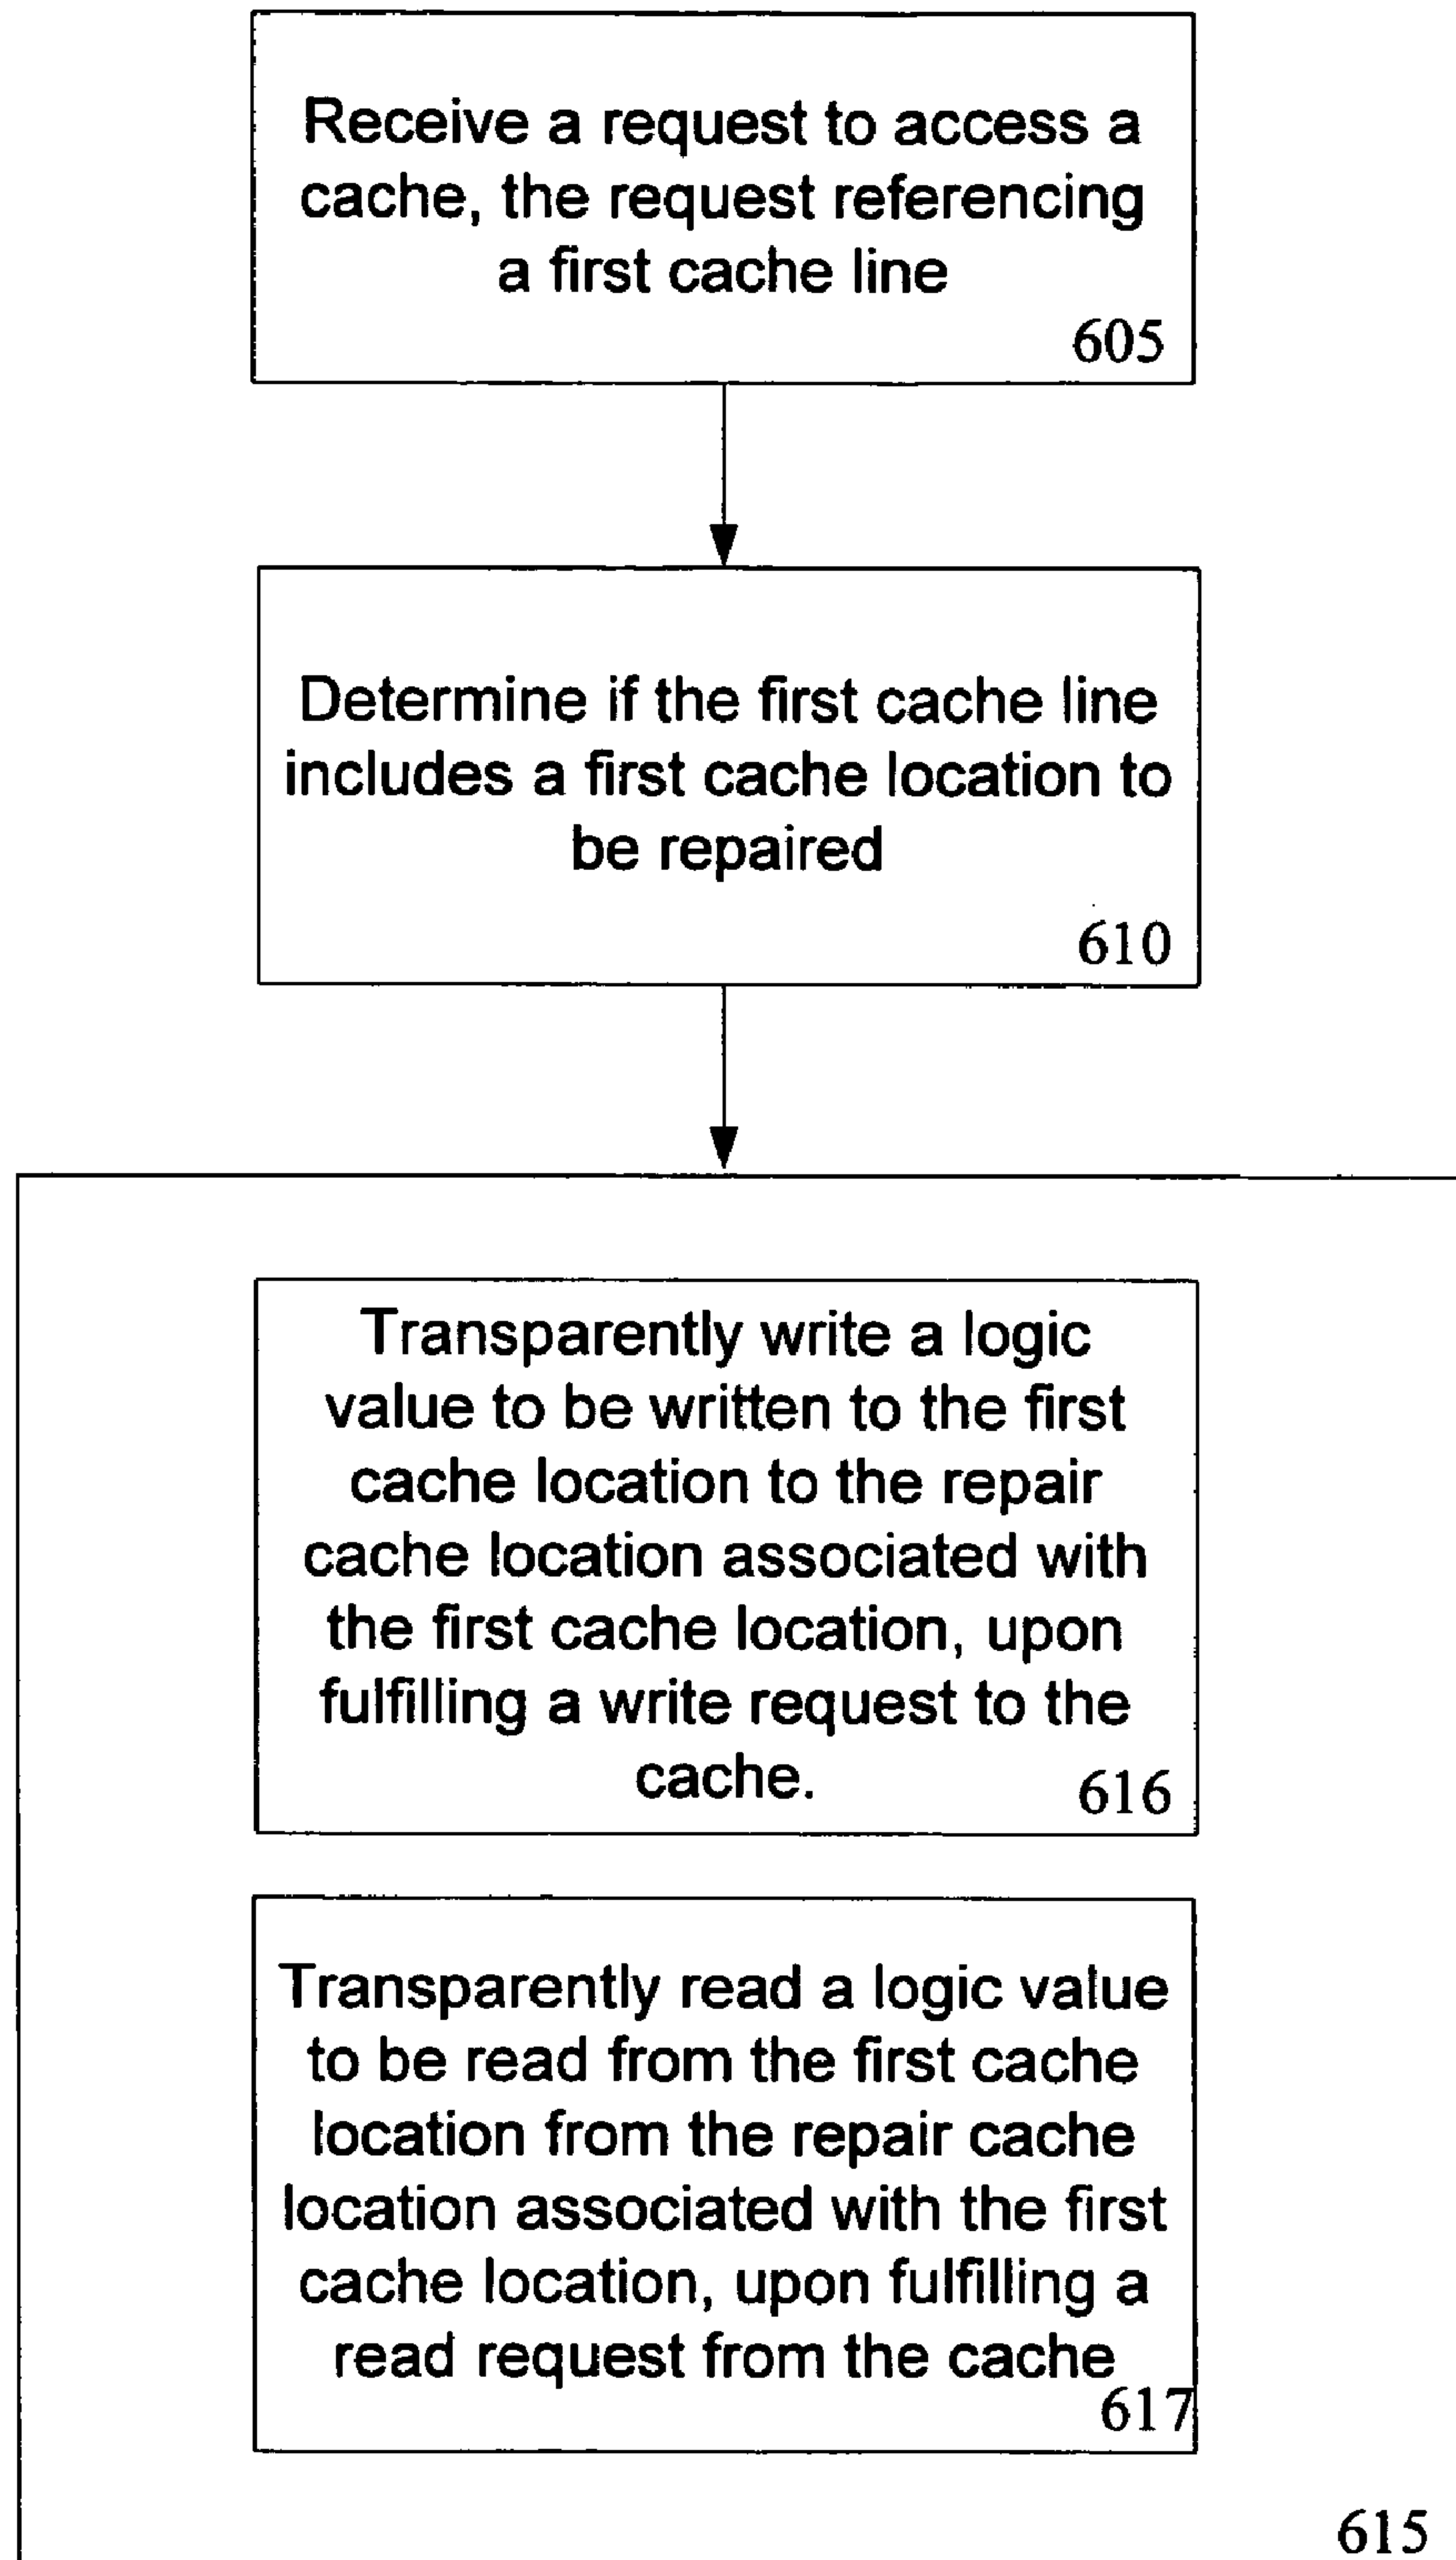 Receive a request to access a
cache, the request referencing
a first cache line
605
Determine if the first cache line
includes a first cache location to
be repaired
610
Transparently write a logic
value to be written to the first
cache location to the repair
cache location associated with
the first cache location, upon
fulfilling a write request to the
cache.
616
Transparently read a logic value
to be read from the first cache
location from the repair cache
location associated with the first
cache location, upon fulfilling a
read request from the cache
617
615